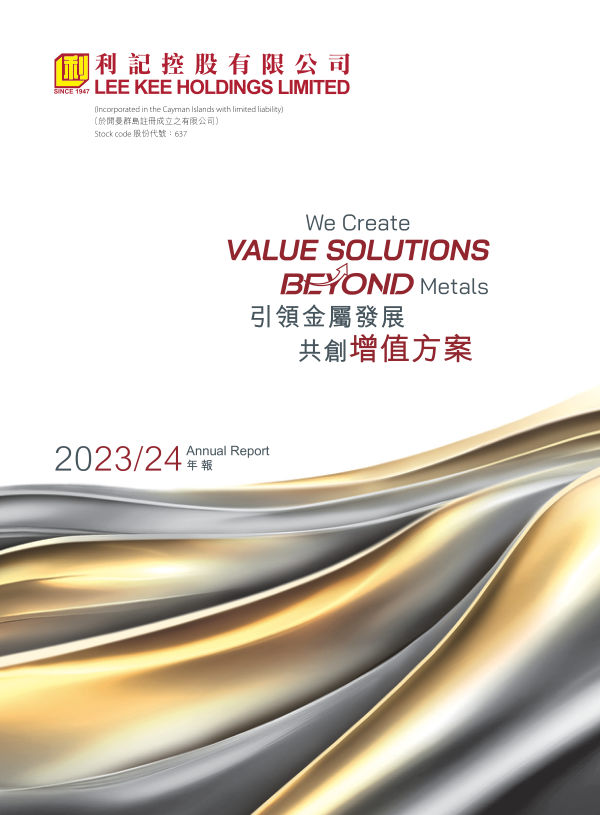 利
SINCE 1947
利記控股有限公司
LEE KEE HOLDINGS LIMITED
(Incorporated in the Cayman Islands with limited liability)
（於開曼群島註冊成立之有限公司）
Stock code 股份代號：637
We Create
VALUE SOLUTIONS
BEYOND Metals
引領金屬發展
共創增值方案
2023/24 Annual Report
年報